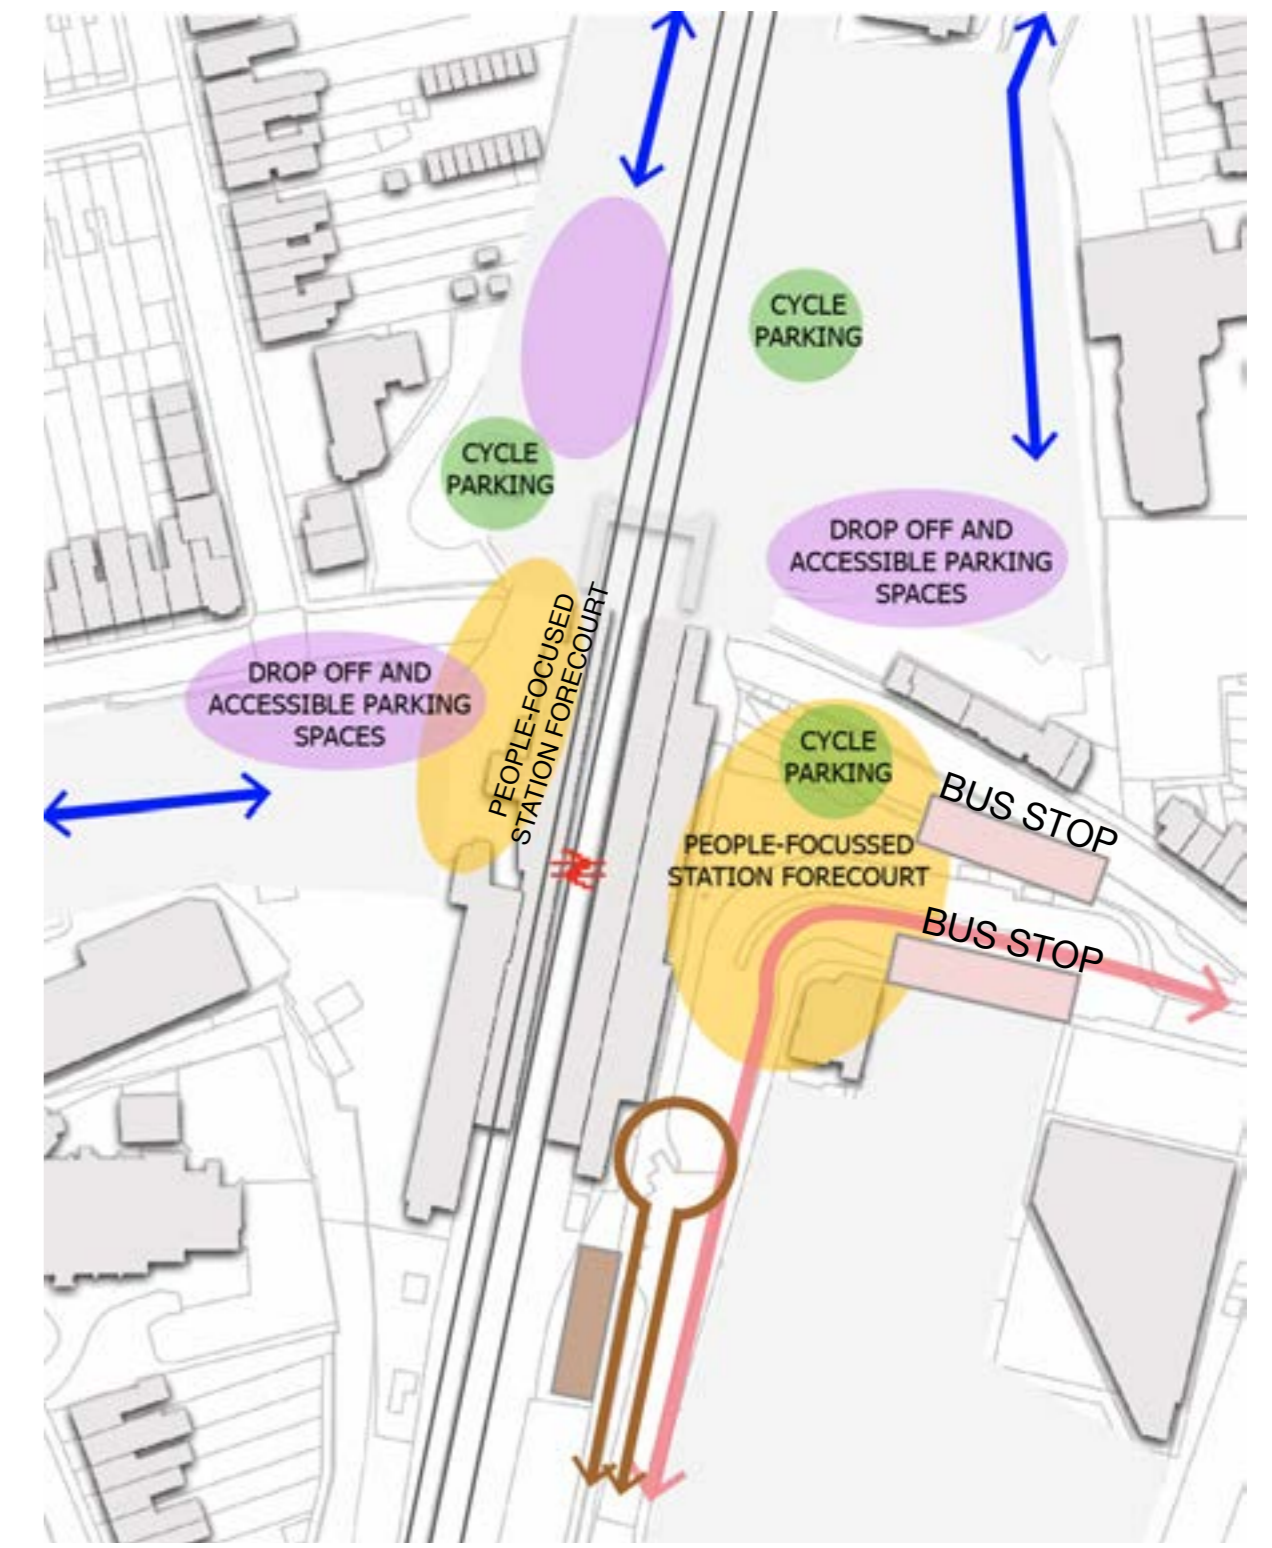 CYCLE
PARKING
CYCLE
PARKING
DROP OFF AND
ACCESSIBLE PARKING
SPACES
PEOPLE-FOCUSED
STATION FORECOURT
DROP OFF AND
ACCESSIBLE PARKING
SPACES
CYCLE
PARKING
BUS STOP
PEOPLE-FOCUSSED
STATION FORECOURT
BUS STOP